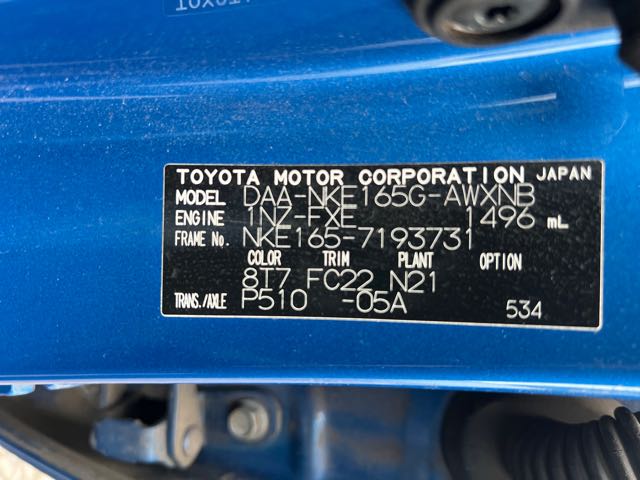 TOYOTA MOTOR CORPORATION JAPAN
MODEL DAA-NKE165G-AWXNB
ENGINE 1NZ-FXE 1496 mL
FRAME No. NKE165-7193731
COLOR TRIM PLANT OPTION
8I7 FC22 N21
TRANS./AXLE P510 -05A 534